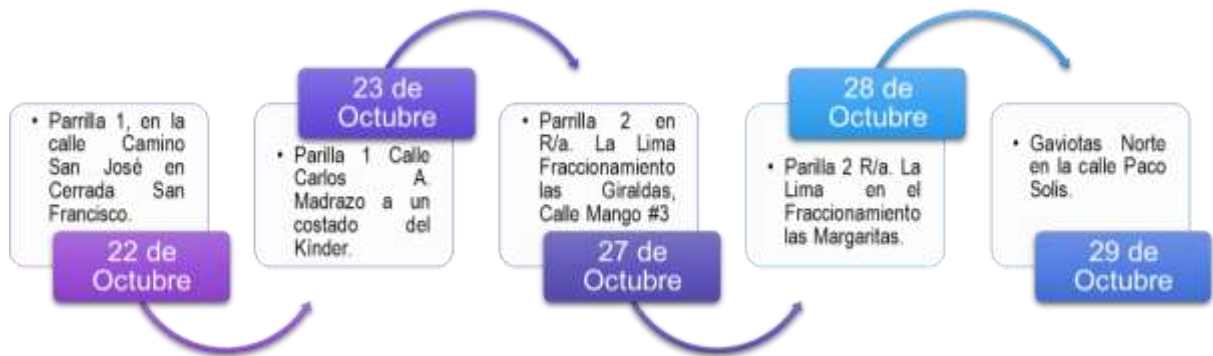 • Parrilla 1, en la
calle Camino
San José en
Cerrada San
Francisco.
22 de
Octubre
23 de
Octubre
• Parilla 1 Calle
Carlos A.
Madrazo a un
costado del
Kínder.
• Parrilla 2 en
R/a. La Lima
Fraccionamiento
las Giraldas,
Calle Mango #3
27 de
Octubre
28 de
Octubre
• Parilla 2 R/a. La
Lima en el
Fraccionamiento
las Margaritas.
• Gaviotas Norte
en la calle Paco
Solis.
29 de
Octubre